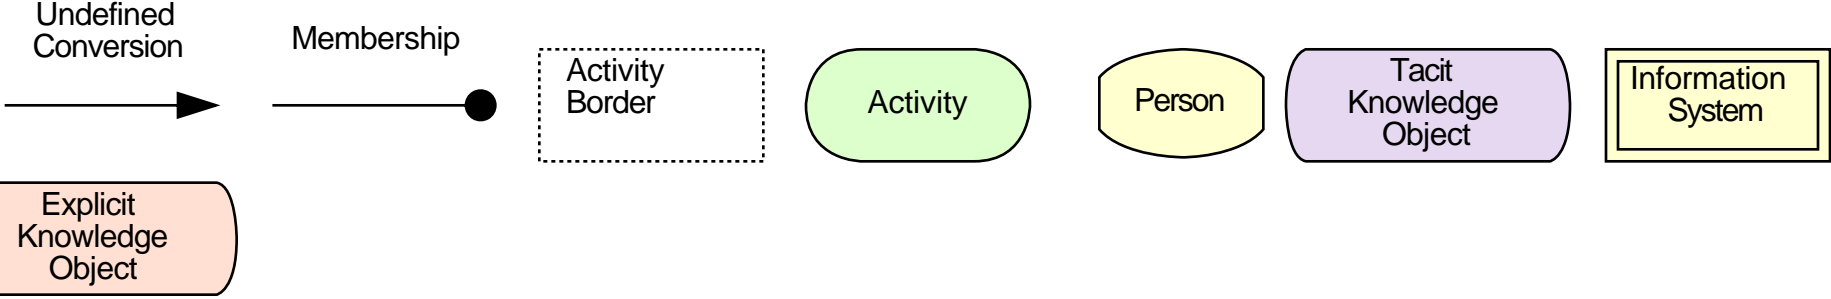 Undefined
Conversion
Membership
Activity
Border
Activity
Person
Tacit
Knowledge
Object
Information
System
Explicit
Knowledge
Object